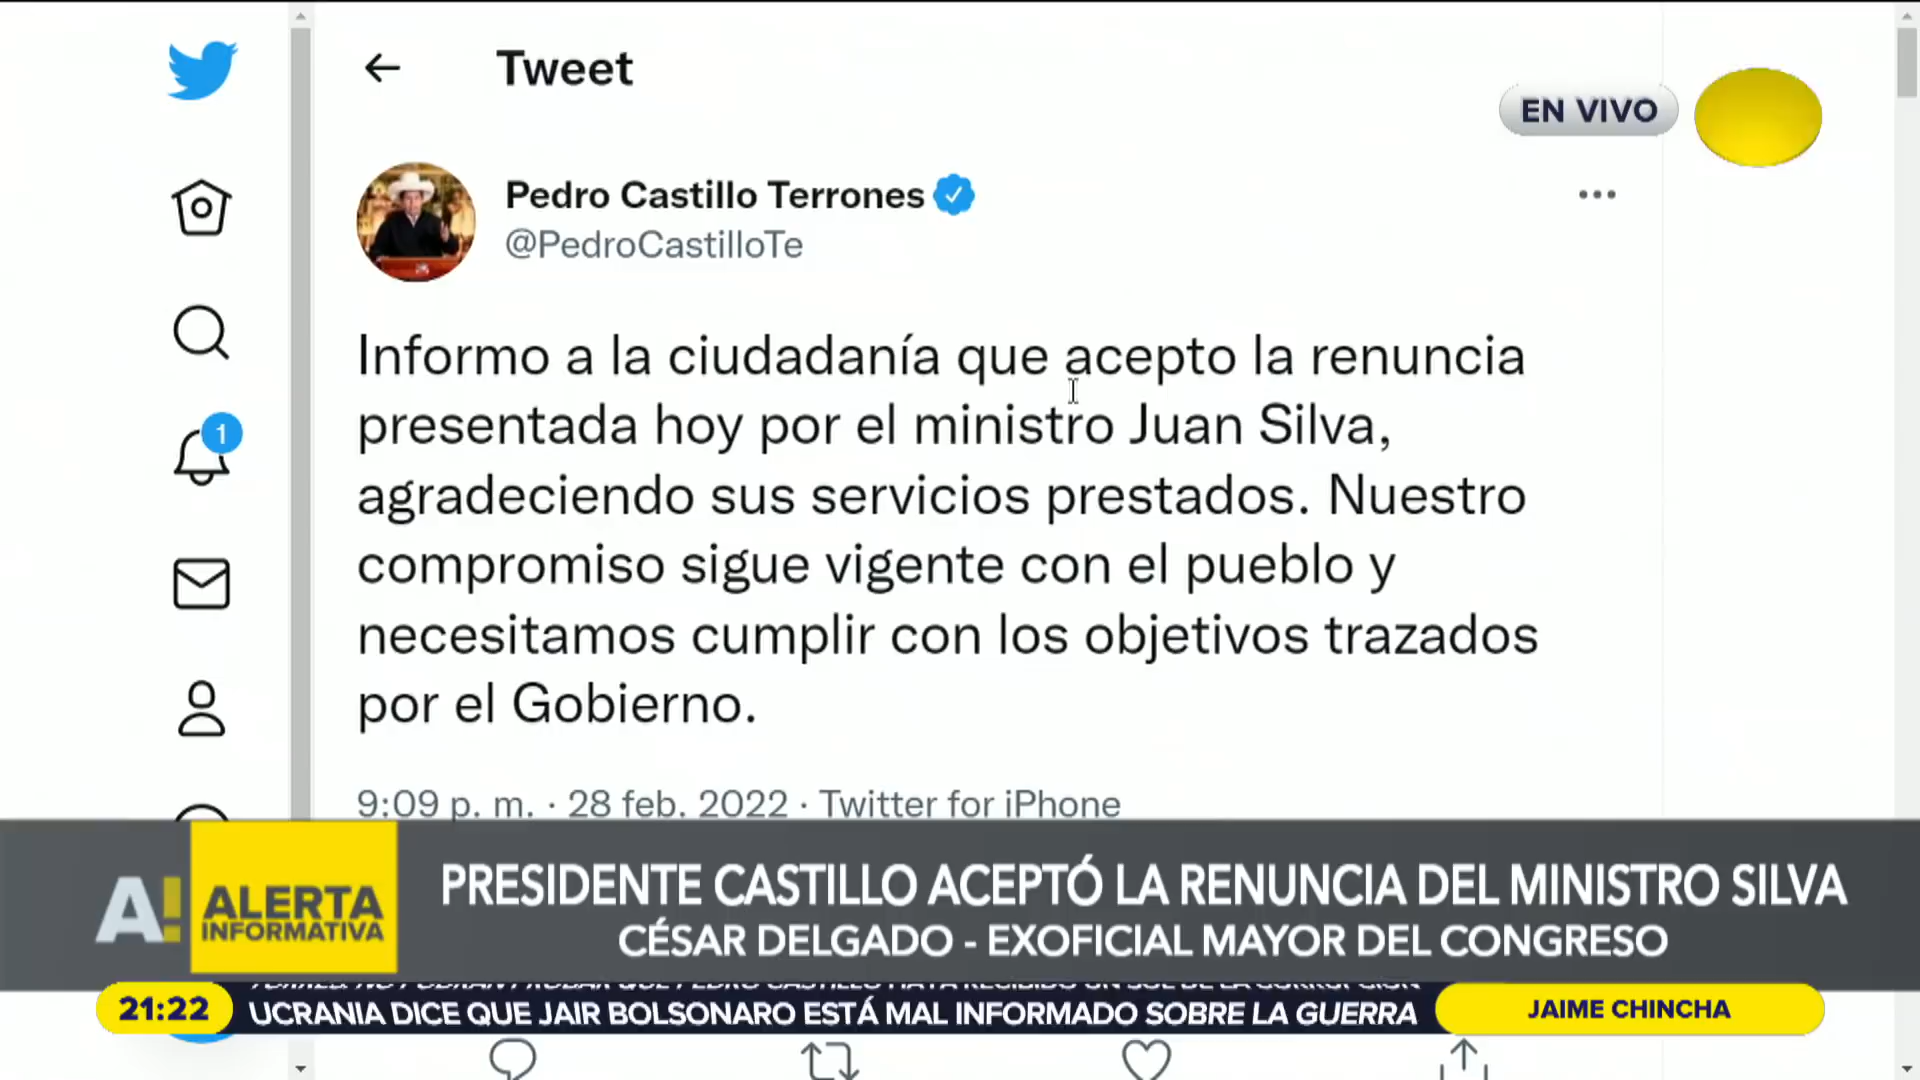 Tweet
EN VIVO
Pedro Castillo Terrones
@PedroCastilloTe
Informo a la ciudadanía que acepto la renuncia
presentada hoy por el ministro Juan Silva,
agradeciendo sus servicios prestados. Nuestro
compromiso sigue vigente con el pueblo y
necesitamos cumplir con los objetivos trazados
por el Gobierno.
1
9:09 p. m. · 28 feb. 2022 · Twitter for iPhone
A! ALERTA
INFORMATIVA
PRESIDENTE CASTILLO ACEPTÓ LA RENUNCIA DEL MINISTRO SILVA
CÉSAR DELGADO - EXOFICIAL MAYOR DEL CONGRESO
21:22
UCRANIA DICE QUE JAIR BOLSONARO ESTÁ MAL INFORMADO SOBRE LA GUERRA
JAIME CHINCHA